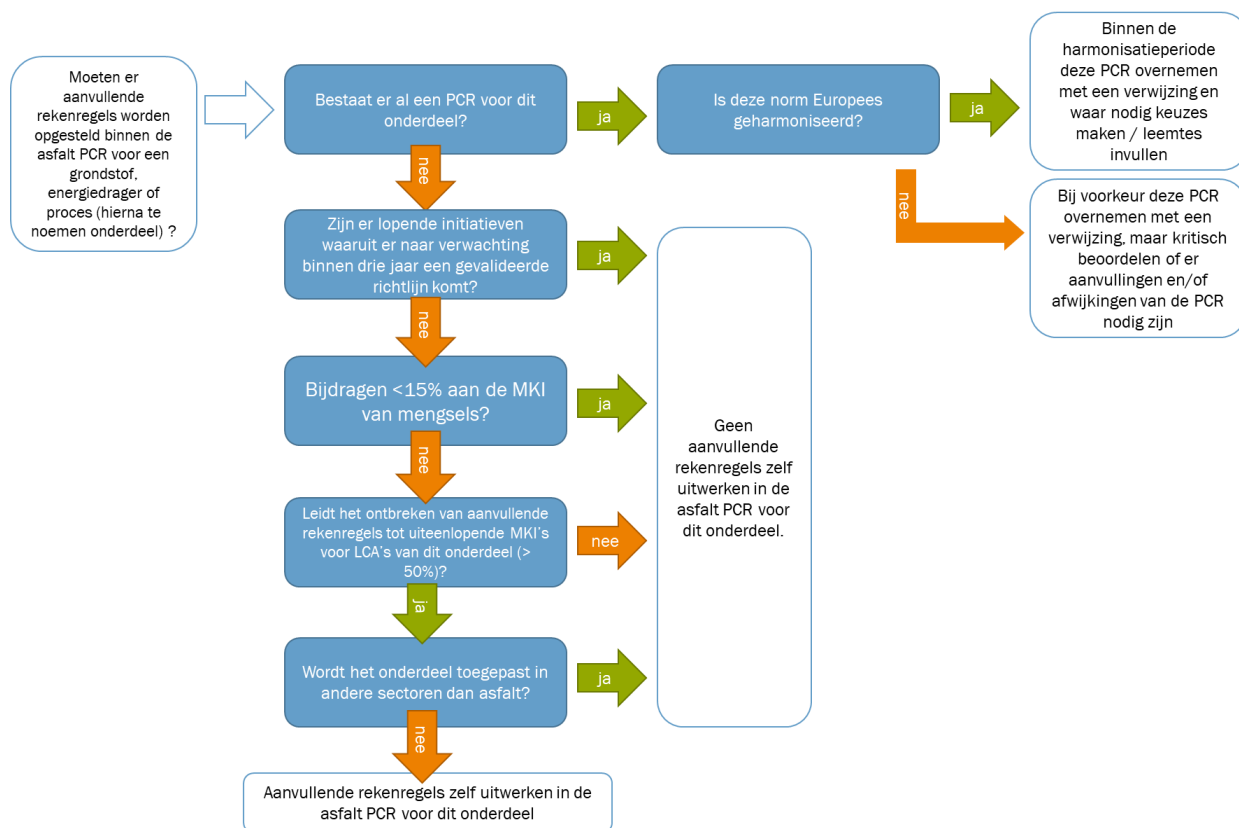 Moeten er
aanvullende
rekenregels worden
opgesteld binnen de
asfalt PCR voor een
grondstof,
energiedrager of
proces (hierna te
noemen onderdeel) ?
Bestaat er al een PCR voor dit
onderdeel?
ja
Is deze norm Europees
geharmoniseerd?
ja
Binnen de
harmonisatieperiode
deze PCR overnemen
met een verwijzing en
waar nodig keuzes
maken / leemtes
invullen
nee
nee
Bij voorkeur deze PCR
overnemen met een
verwijzing, maar kritisch
beoordelen of er
aanvullingen en/of
afwijkingen van de PCR
nodig zijn
Zijn er lopende initiatieven
waaruit er naar verwachting
binnen drie jaar een gevalideerde
richtlijn komt?
ja
nee
Bijdragen <15% aan de MKI
van mengsels?
ja
nee
Geen
aanvullende
rekenregels zelf
uitwerken in de
asfalt PCR voor
dit onderdeel.
Leidt het ontbreken van aanvullende
rekenregels tot uiteenlopende MKI's
voor LCA's van dit onderdeel (>
50%)?
nee
ja
Wordt het onderdeel toegepast in
andere sectoren dan asfalt?
ja
nee
Aanvullende rekenregels zelf uitwerken in de
asfalt PCR voor dit onderdeel